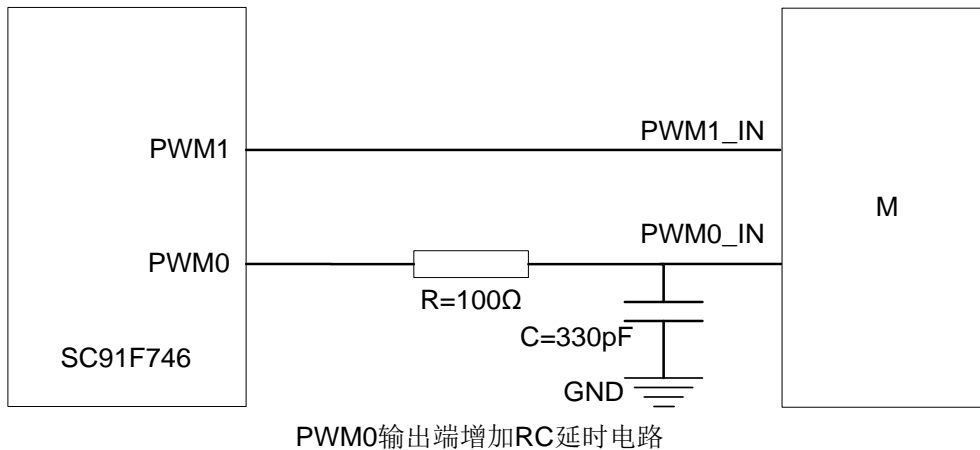 PWM1
PWM1_IN
M
PWM0
PWM0_IN
R=100Ω
C=330pF
SC91F746
GND
PWM0输出端增加RC延时电路